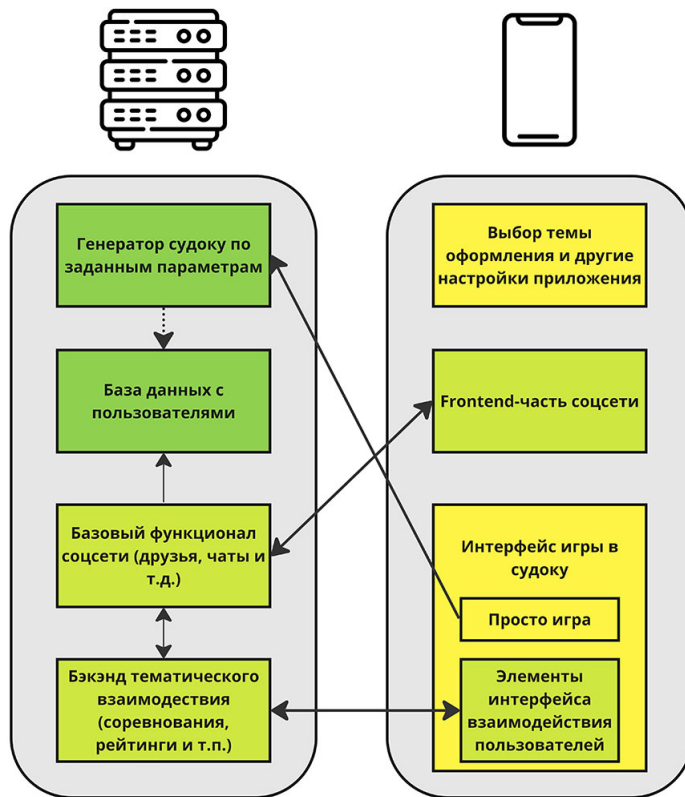 Генератор судоку по
заданным параметрам
База данных с
пользователями
Базовый функционал
соцсети (друзья, чаты и
т.д.)
Бэкэнд тематического
взаимодествия
(соревнования,
рейтинги и т.п.)
Выбор темы
оформления и другие
настройки приложения
Frontend-часть соцсети
Интерфейс игры в
судоку
Просто игра
Элементы
интерфейса
взаимодействия
пользователей